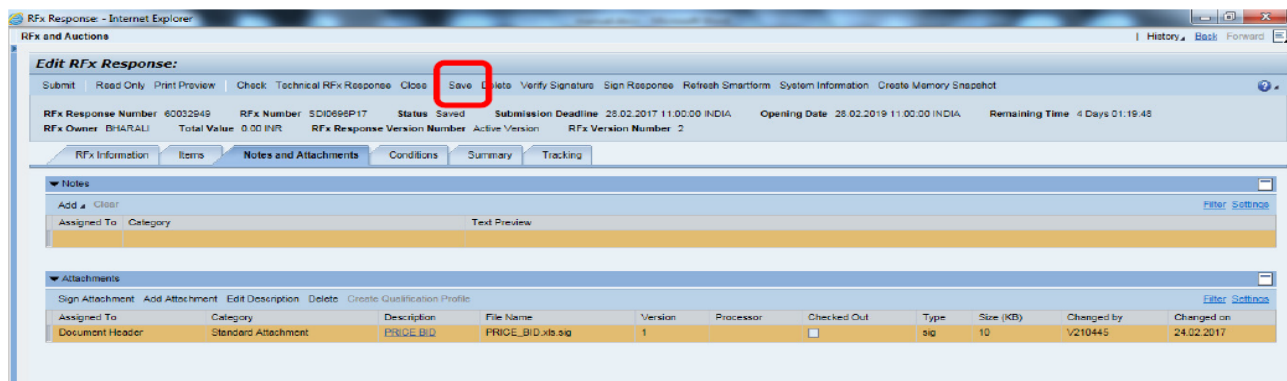 RFx Response: - Internet Explorer
RFx and Auctions | History Back Forward
Edit RFx Response:
Submit | Read Only Print Preview | Check Technical RFx Response Close | Save Delete Verify Signature Sign Response Refresh Smartform System Information Create Memory Snapshot
RFx Response Number 60032949 RFx Number SDI0696P17 Status Saved Submission Deadline 28.02.2017 11:00:00 INDIA Opening Date 28.02.2019 11:00:00 INDIA Remaining Time 4 Days 01:19:48
RFx Owner BHARALI Total Value 0.00 INR RFx Response Version Number Active Version RFx Version Number 2
RFx Information Items Notes and Attachments Conditions Summary Tracking
Notes
Add Clear Filter Settings
Assigned To Category Text Preview
Attachments
Sign Attachment Add Attachment Edit Description Delete Create Qualification Profile Filter Settings
Assigned To Category Description File Name Version Processor Checked Out Type Size (KB) Changed by Changed on
Document Header Standard Attachment PRICE BID PRICE_BID.xls.sig 1 sig 10 V210445 24.02.2017